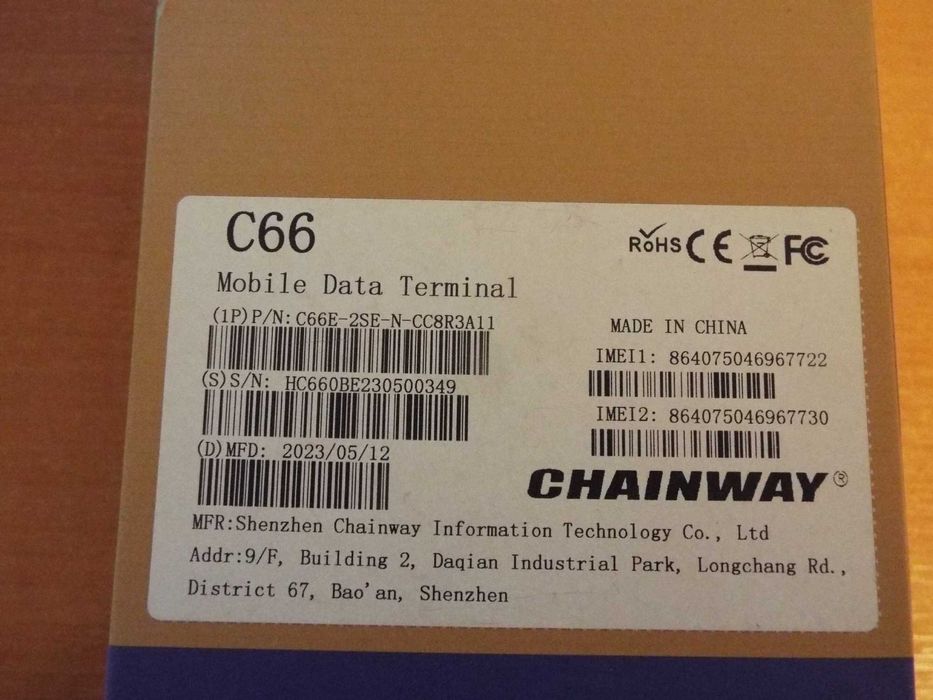 C66
RoHS CE FC
Mobile Data Terminal
(1P)P/N:C66E-2SE-N-CC8R3A11
(S)S/N: HC660BE230500349
(D)MFD: 2023/05/12
MADE IN CHINA
IMEI1: 864075046967722
IMEI2: 864075046967730
CHAINWAY®
MFR:Shenzhen Chainway Information Technology Co., Ltd
Addr:9/F, Building 2, Daqian Industrial Park, Longchang Rd.,
District 67, Bao'an, Shenzhen